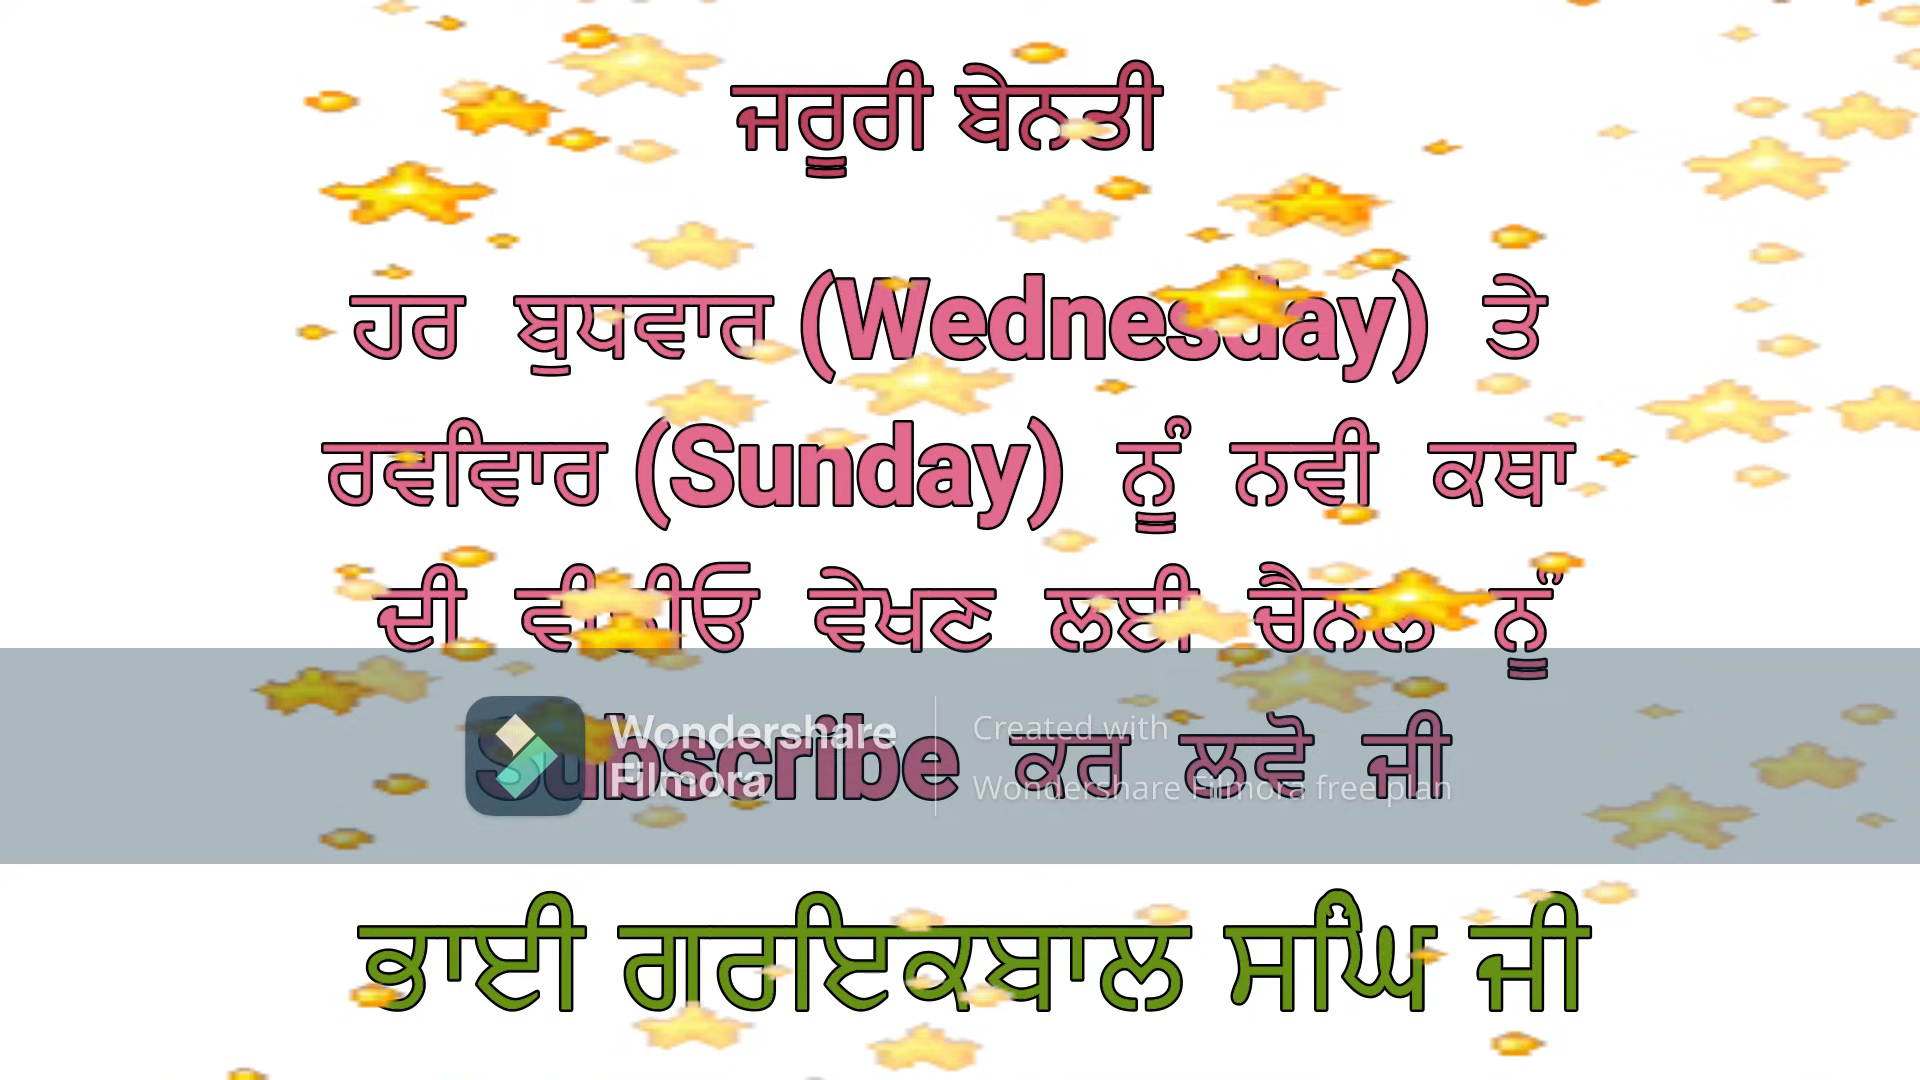 ਜਰੂਰੀ ਬੇਨਤੀ
ਹਰ ਬੁਧਵਾਰ (Wednesday) ਤੇ
ਰਵੀਵਾਰ (Sunday) ਨੂੰ ਨਵੀ ਕਥਾ
ਦੀ ਵੀਡੀਓ ਵੇਖਣ ਲਈ ਚੈਨਲ ਨੂੰ
Subscribe ਕਰ ਲਵੋ ਜੀ
Wondershare
Filmora
Created with
Wondershare Filmora free plan
ਭਾਈ ਗਰਇਕਬਾਲ ਸਿੰਘ ਜੀ